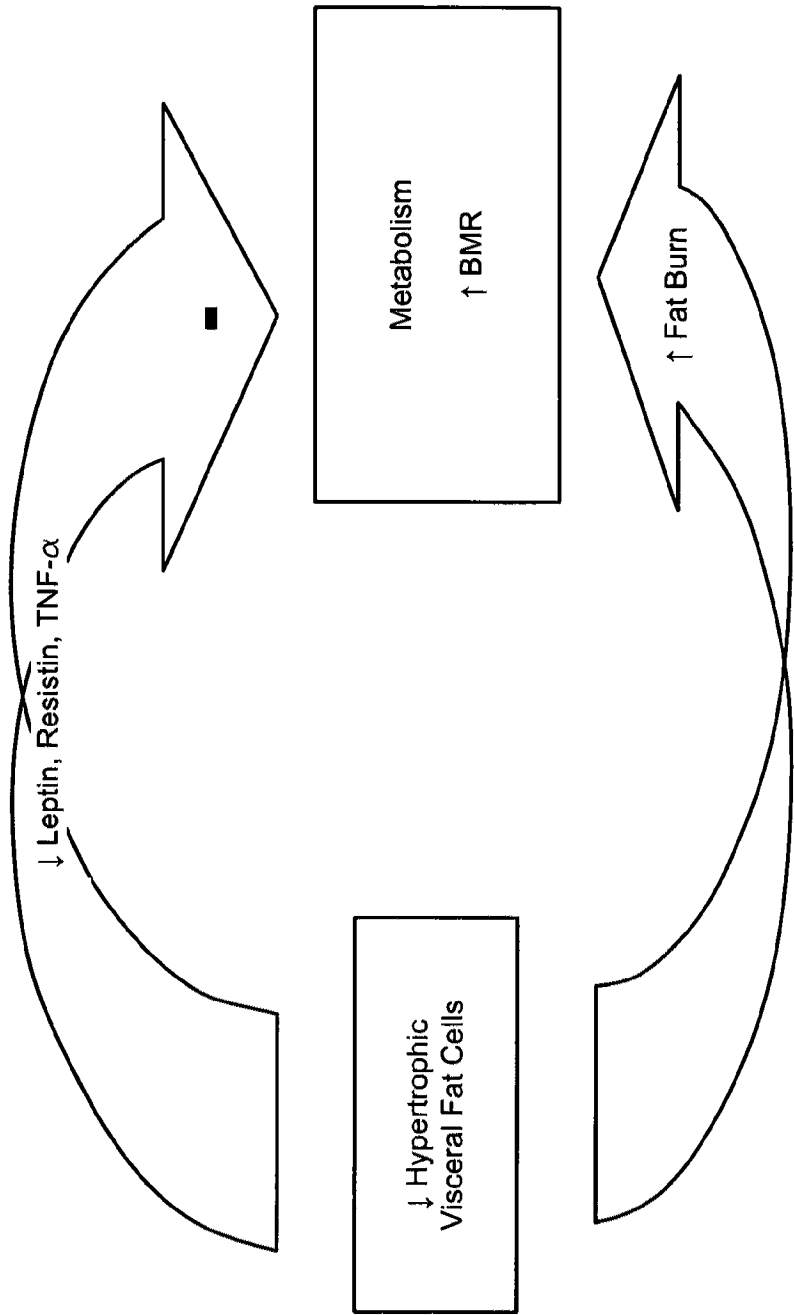 ↓ Leptin, Resistin, TNF-α
↓ Hypertrophic
Visceral Fat Cells
Metabolism
↑ BMR
↑ Fat Burn